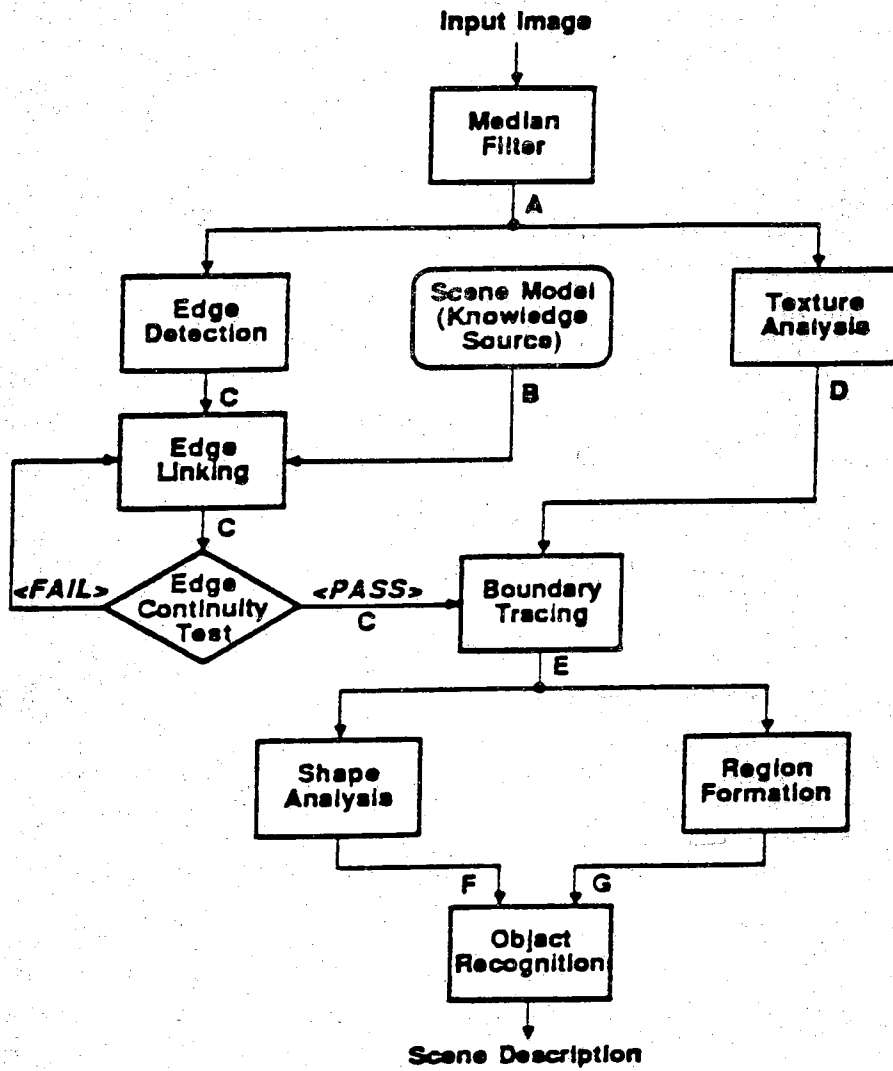 Input Image
Median
Filter
A
Edge
Detection
Scene Model
(Knowledge
Source)
Texture
Analysis
C
B
D
Edge
Linking
C
<FAIL>
Edge
Continuity
Test
<PASS>
C
Boundary
Tracing
E
Shape
Analysis
Region
Formation
F
G
Object
Recognition
Scene Description